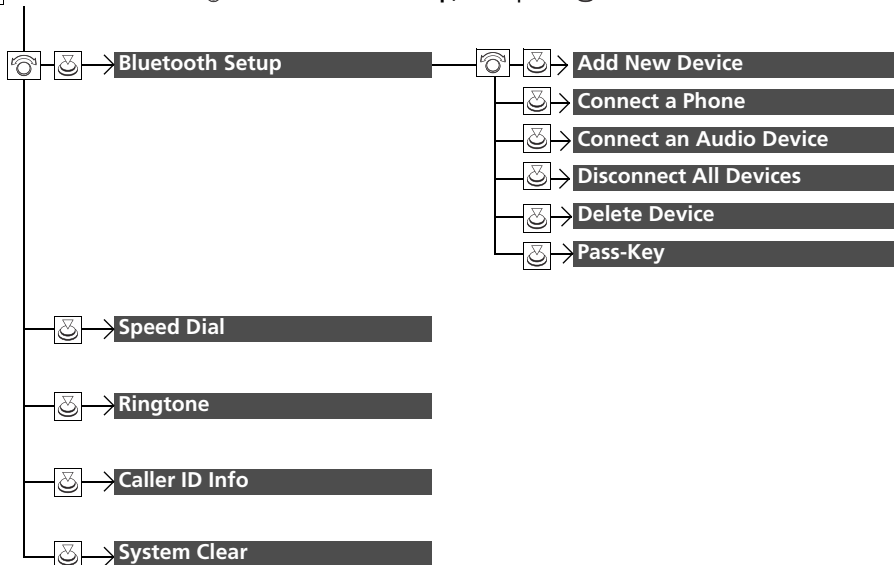 Bluetooth Setup
Add New Device
Connect a Phone
Connect an Audio Device
Disconnect All Devices
Delete Device
Pass-Key
Speed Dial
Ringtone
Caller ID Info
System Clear